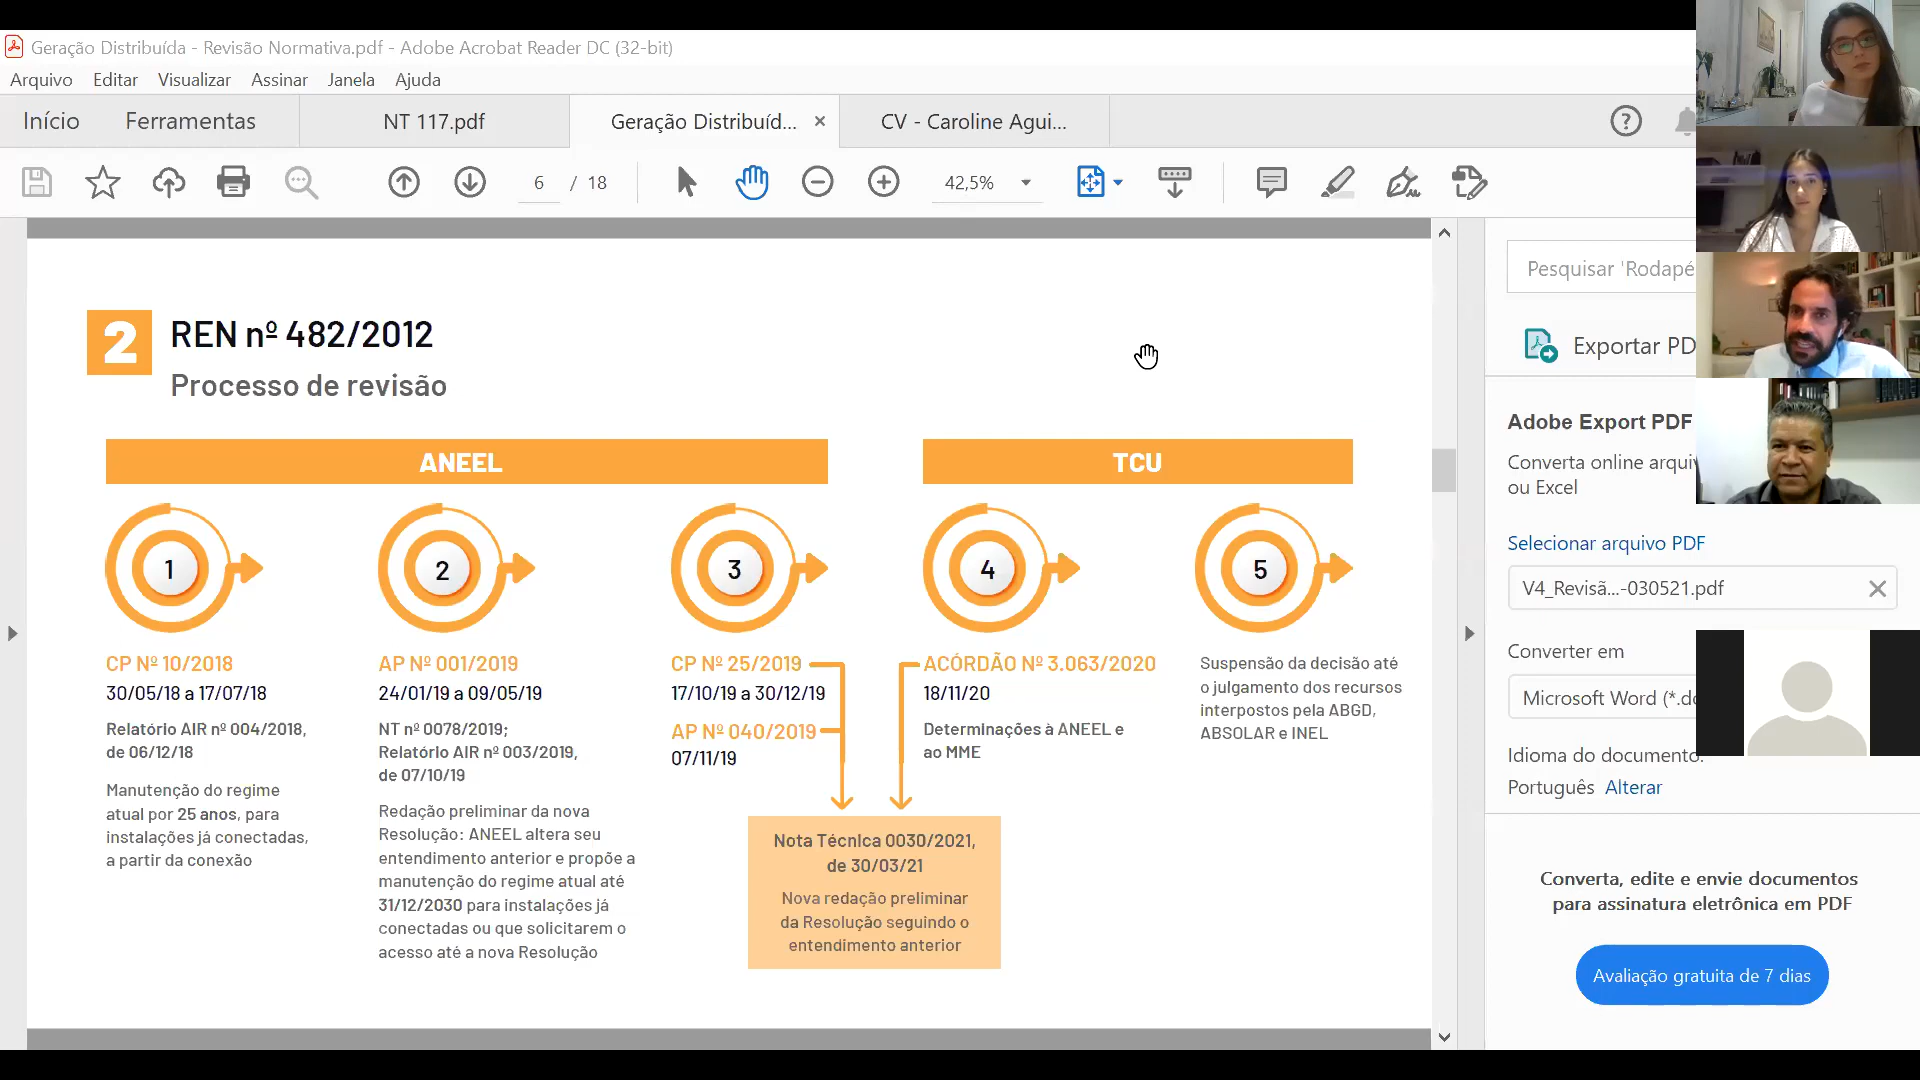 Geração Distribuída - Revisão Normativa.pdf - Adobe Acrobat Reader DC (32-bit)
Arquivo Editar Visualizar Assinar Janela Ajuda
Início Ferramentas NT 117.pdf Geração Distribuíd... × CV - Caroline Agui...
6 / 18 42,5%
2 REN nº 482/2012
Processo de revisão
ANEEL
1
2
3
CP Nº 10/2018
30/05/18 a 17/07/18
Relatório AIR nº 004/2018,
de 06/12/18
Manutenção do regime
atual por 25 anos, para
instalações já conectadas,
a partir da conexão
AP Nº 001/2019
24/01/19 a 09/05/19
NT nº 0078/2019;
Relatório AIR nº 003/2019,
de 07/10/19
Redação preliminar da nova
Resolução: ANEEL altera seu
entendimento anterior e propõe a
manutenção do regime atual até
31/12/2030 para instalações já
conectadas ou que solicitarem o
acesso até a nova Resolução
CP Nº 25/2019
17/10/19 a 30/12/19
AP Nº 040/2019
07/11/19
TCU
4
5
ACÓRDÃO Nº 3.063/2020
18/11/20
Determinações à ANEEL e
ao MME
Suspensão da decisão até
o julgamento dos recursos
interpostos pela ABGD,
ABSOLAR e INEL
Nota Técnica 0030/2021,
de 30/03/21
Nova redação preliminar
da Resolução seguindo o
entendimento anterior
Pesquisar 'Rodapé
Exportar PD
Adobe Export PDF
Converta online arqui
ou Excel
Selecionar arquivo PDF
V4_Revisã...-030521.pdf
Converter em
Microsoft Word (*.do
Idioma do documento:
Português Alterar
Converta, edite e envie documentos
para assinatura eletrônica em PDF
Avaliação gratuita de 7 dias